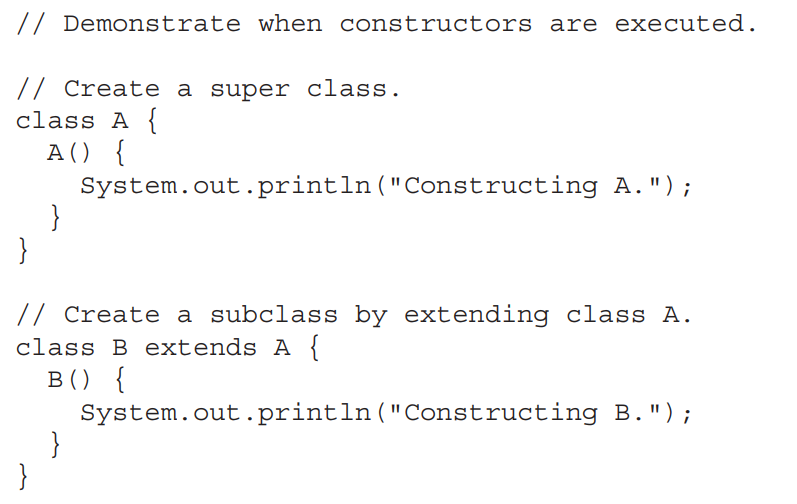 // Demonstrate when constructors are executed.
// Create a super class.
class A {
A() {
System.out.println("Constructing A.");
}
}
// Create a subclass by extending class A.
class B extends A {
B() {
System.out.println("Constructing B.");
}
}